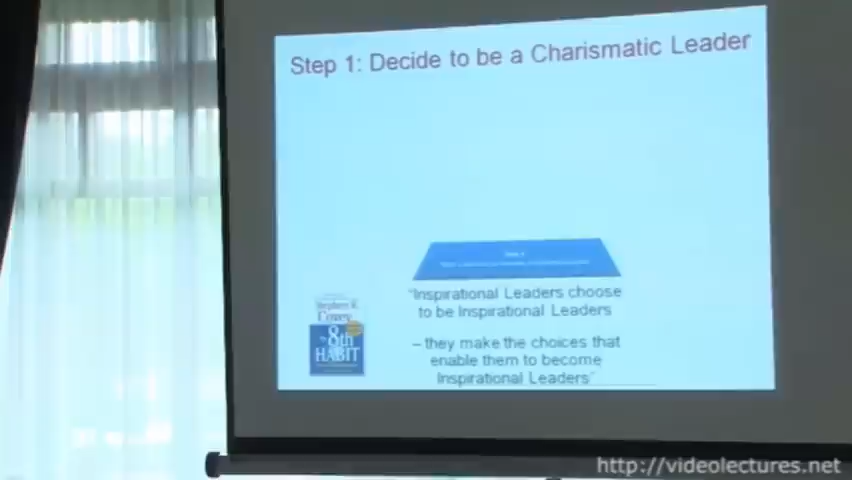 Step 1: Decide to be a Charismatic Leader
"Inspirational Leaders choose
to be Inspirational Leaders
– they make the choices that
enable them to become
Inspirational Leaders"
Stephen R.
Covey
8th
HABIT
http://videolectures.net